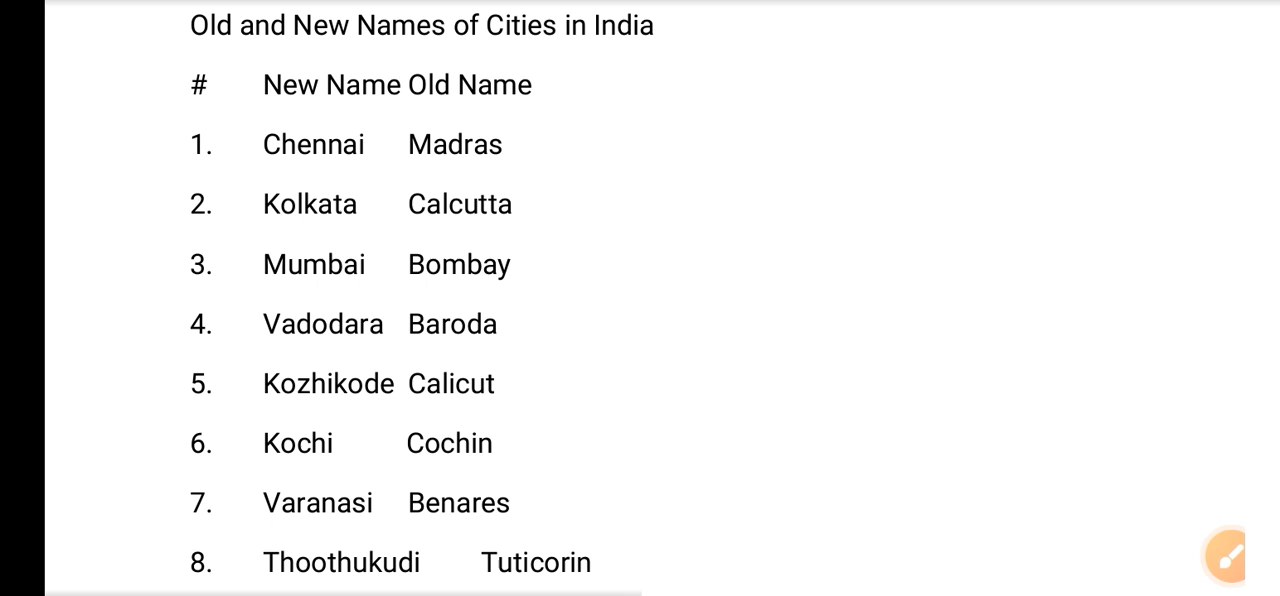 Old and New Names of Cities in India
# New Name Old Name
1. Chennai Madras
2. Kolkata Calcutta
3. Mumbai Bombay
4. Vadodara Baroda
5. Kozhikode Calicut
6. Kochi Cochin
7. Varanasi Benares
8. Thoothukudi Tuticorin